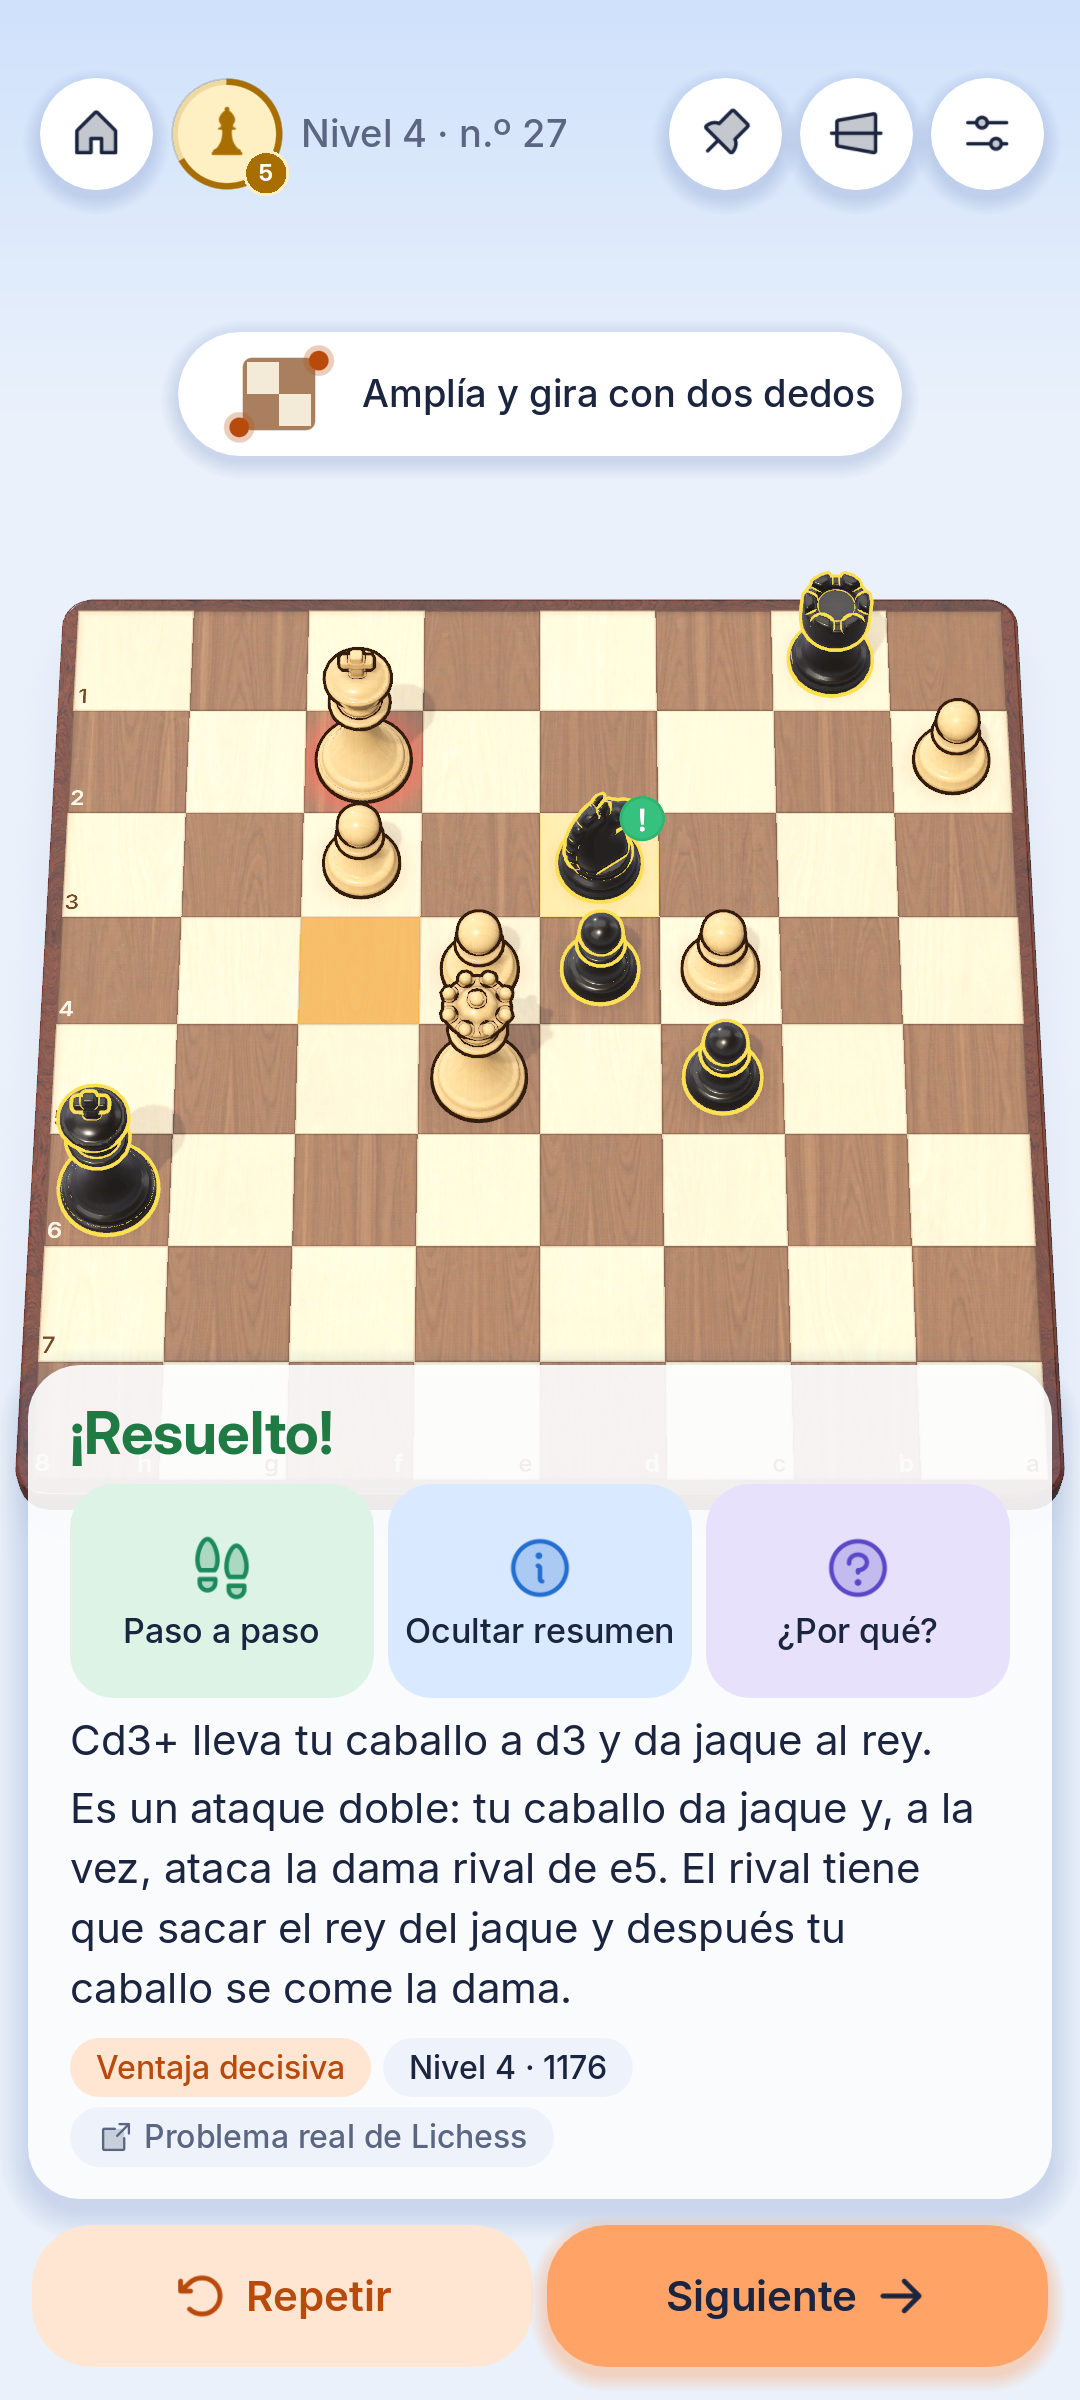 Nivel 4 · n.º 27
5
Amplía y gira con dos dedos
1
2
!
3
4
6
7
8 h g f e d c b a
¡Resuelto!
Paso a paso
Ocultar resumen
¿Por qué?
Cd3+ lleva tu caballo a d3 y da jaque al rey.
Es un ataque doble: tu caballo da jaque y, a la
vez, ataca la dama rival de e5. El rival tiene
que sacar el rey del jaque y después tu
caballo se come la dama.
Ventaja decisiva
Nivel 4 · 1176
Problema real de Lichess
Repetir
Siguiente